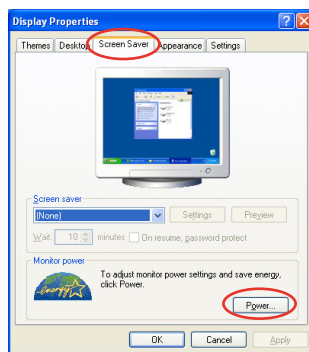 Display Properties
Themes Desktop Screen Saver Appearance Settings
Screen saver
(None) Settings Preview
Wait: 10 minutes On resume, password protect
Monitor power
To adjust monitor power settings and save energy,
click Power.
energy
Power...
OK Cancel Apply